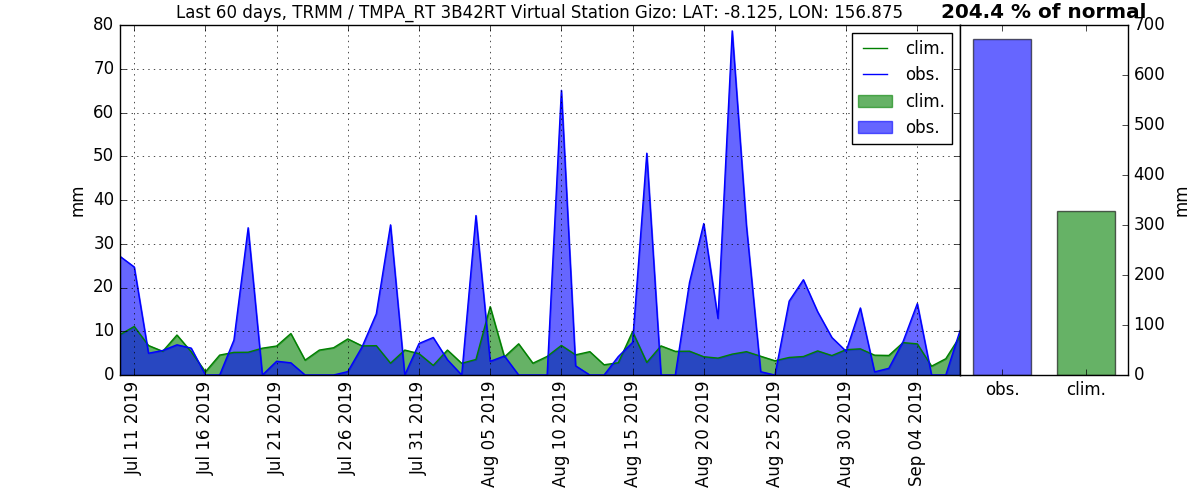 Last 60 days, TRMM / TMPA_RT 3B42RT Virtual Station Gizo: LAT: -8.125, LON: 156.875
204.4 % of normal
80
70
60
50
40
30
20
10
0
mm
clim.
obs.
clim.
obs.
Jul 11 2019
Jul 16 2019
Jul 21 2019
Jul 26 2019
Jul 31 2019
Aug 05 2019
Aug 10 2019
Aug 15 2019
Aug 20 2019
Aug 25 2019
Aug 30 2019
Sep 04 2019
700
600
500
400
300
200
100
0
mm
obs.
clim.